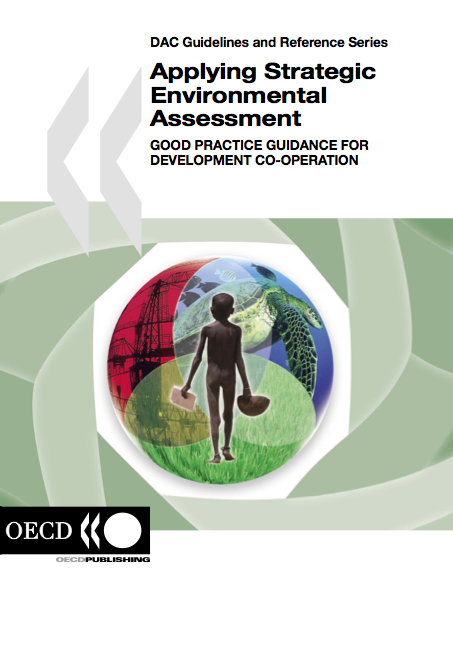 DAC Guidelines and Reference Series
Applying Strategic
Environmental
Assessment
GOOD PRACTICE GUIDANCE FOR
DEVELOPMENT CO-OPERATION
OECD
OECDPUBLISHING